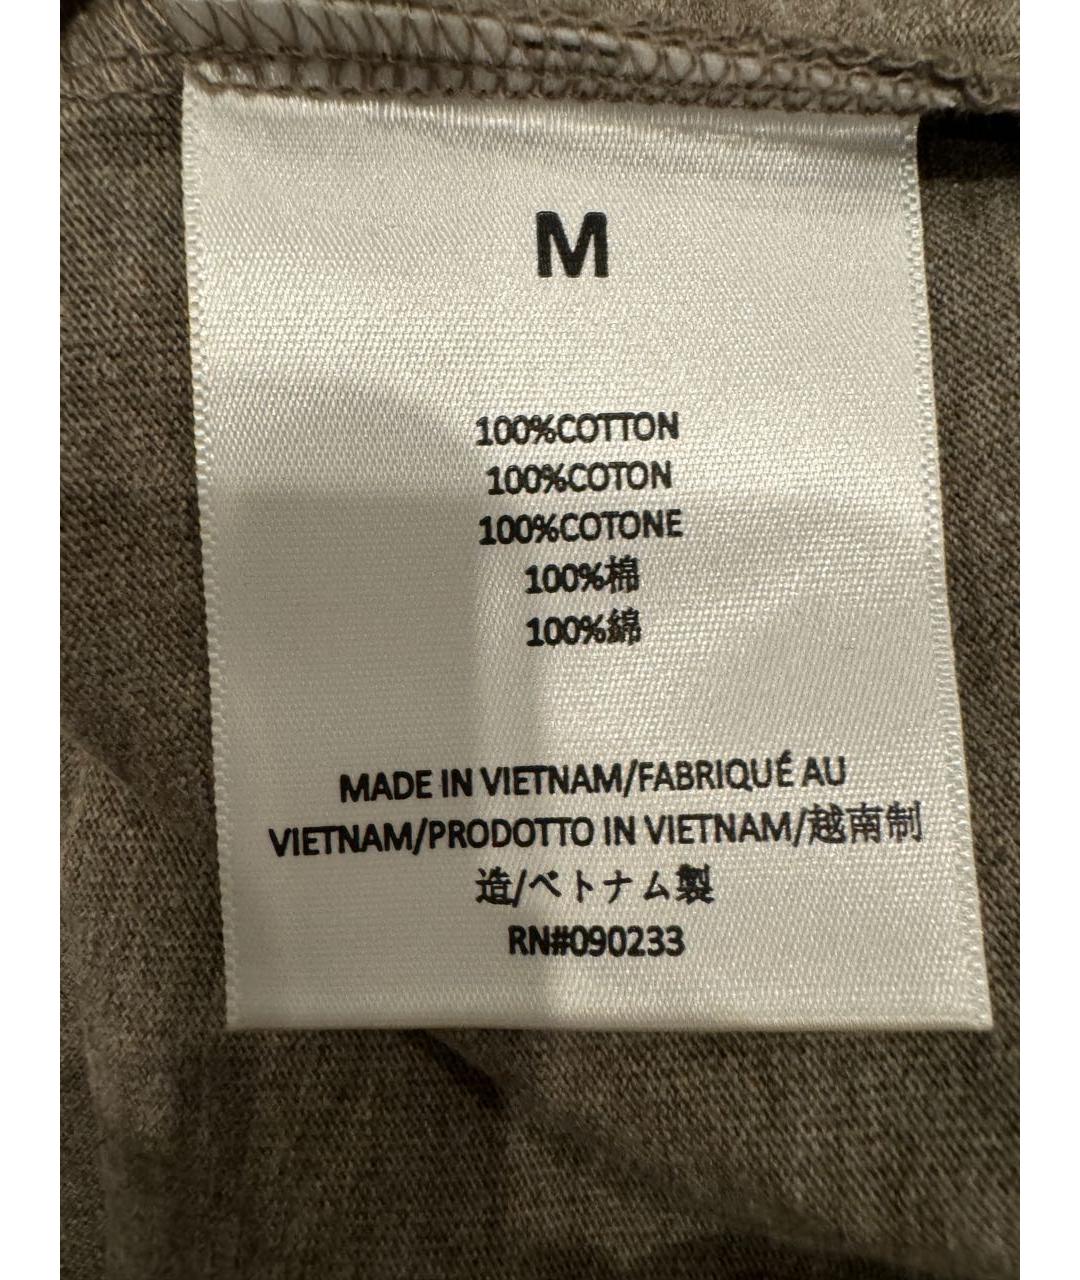 M
100%COTTON
100%COTON
100%COTONE
100%棉
100%綿
MADE IN VIETNAM/FABRIQUÉ AU
VIETNAM/PRODOTTO IN VIETNAM/越南制
造/ベトナム製
RN#090233